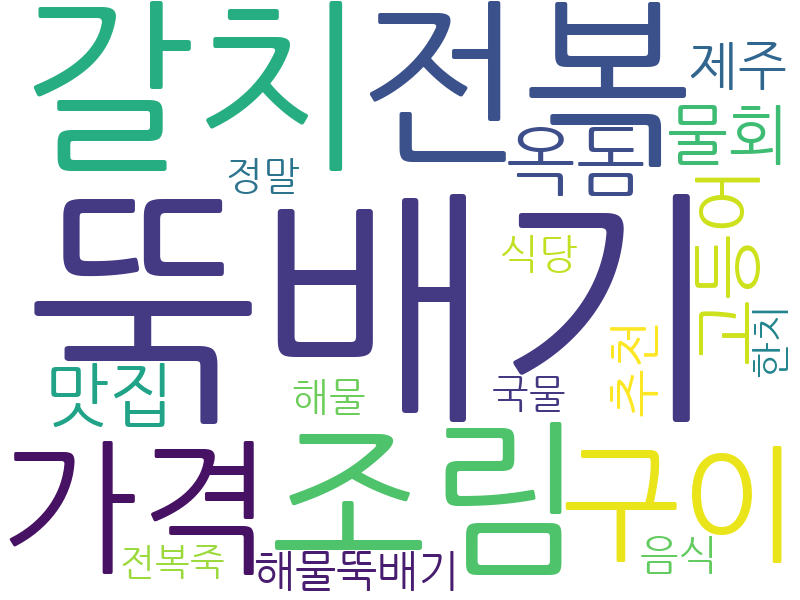 갈치
전복
제주
물회
옥돔
정말
뚝배기
고등어
식당
한치
추천
맛집
해물
국물
가격
조림
구이
전복죽
해물뚝배기
음식